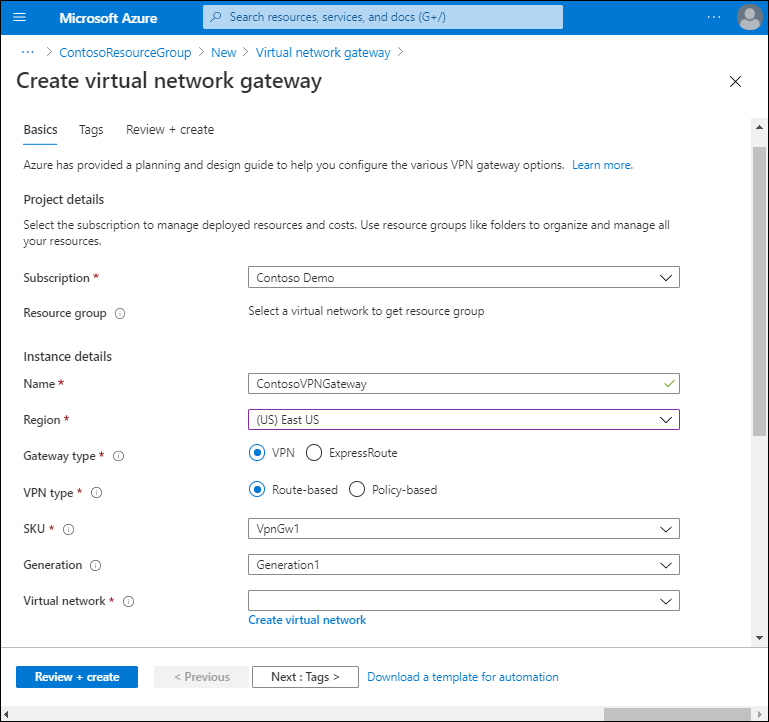 Microsoft Azure
Search resources, services, and docs (G+/)
...
... > ContosoResourceGroup > New > Virtual network gateway >
Create virtual network gateway
Basics Tags Review + create
Azure has provided a planning and design guide to help you configure the various VPN gateway options. Learn more.
Project details
Select the subscription to manage deployed resources and costs. Use resource groups like folders to organize and manage all
your resources.
Subscription * Contoso Demo
Resource group Select a virtual network to get resource group
Instance details
Name * ContosoVPNGateway
Region * (US) East US
Gateway type * VPN ExpressRoute
VPN type * Route-based Policy-based
SKU * VpnGw1
Generation Generation1
Virtual network *
Create virtual network
Review + create < Previous Next : Tags > Download a template for automation